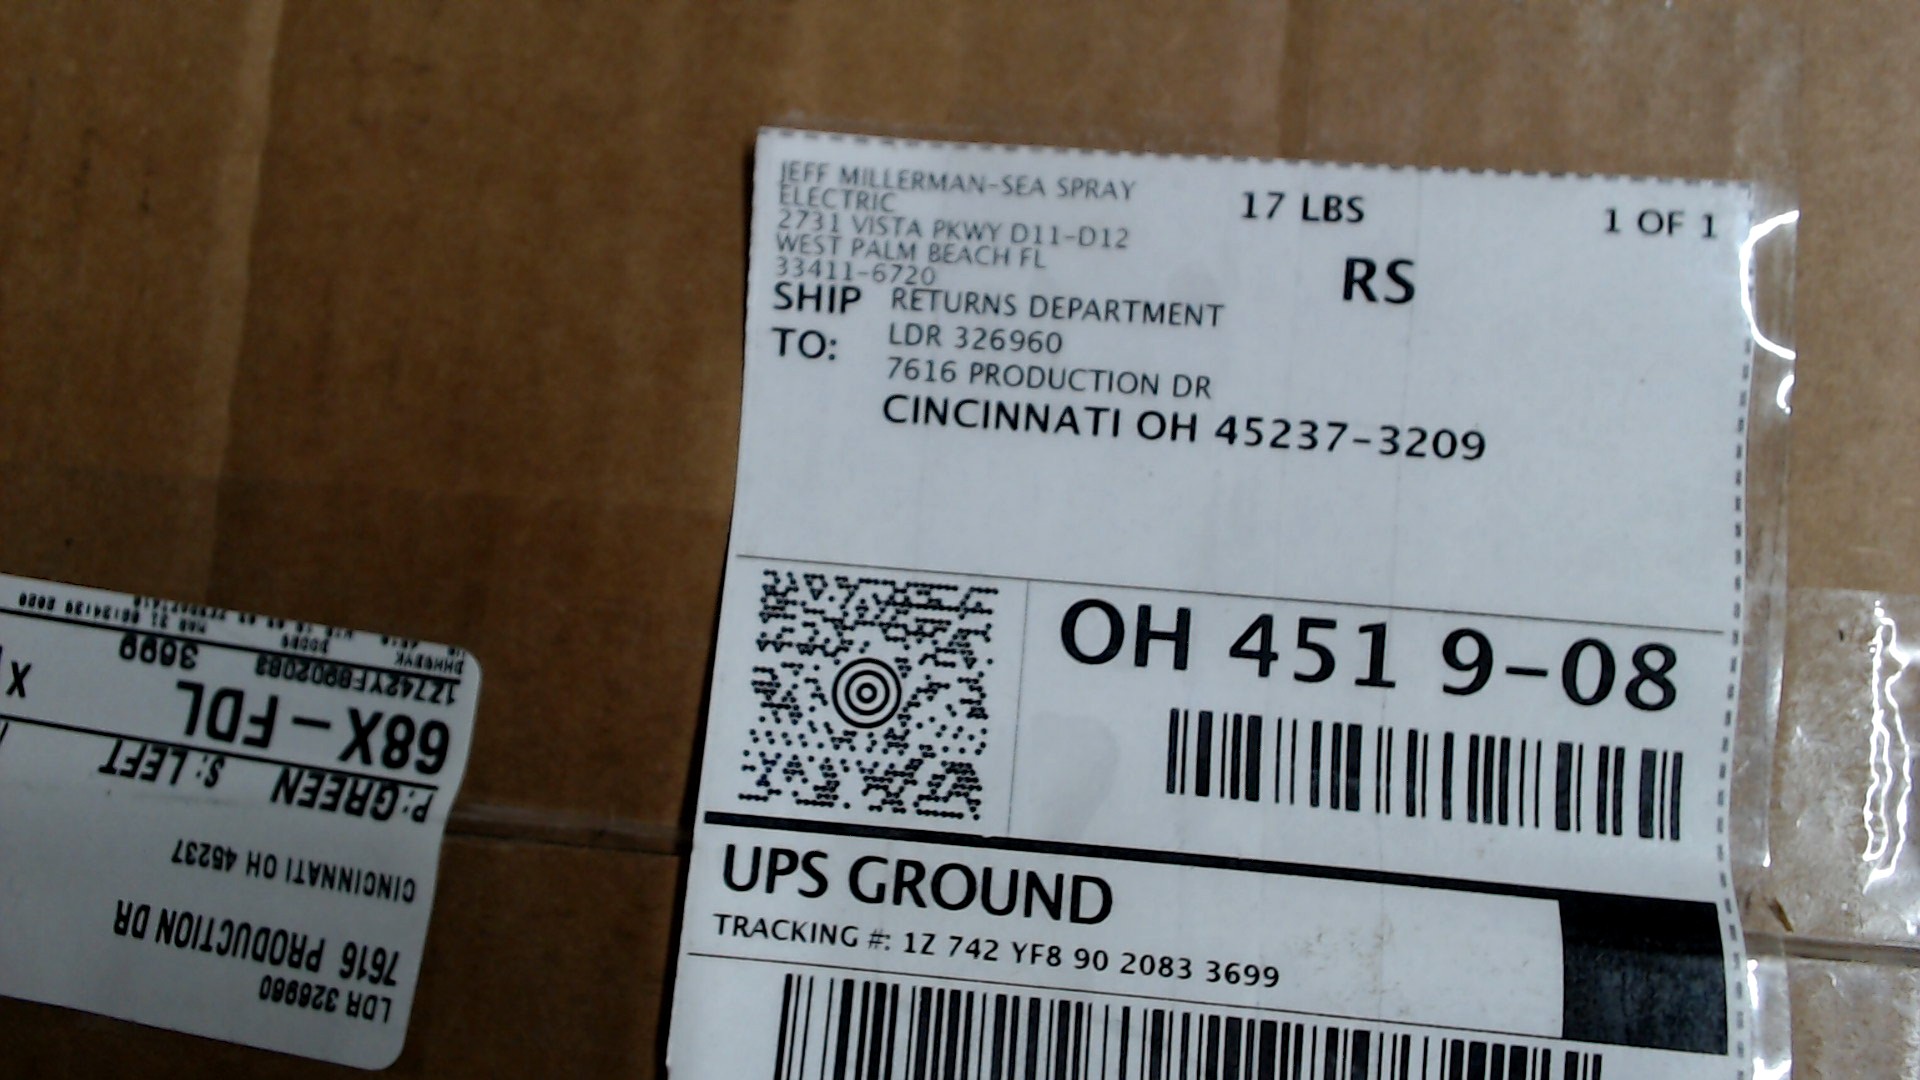 JEFF MILLERMAN-SEA SPRAY
ELECTRIC
2731 VISTA PKWY D11-D12
WEST PALM BEACH FL
33411-6720
17 LBS
1 OF 1
RS
SHIP TO:
RETURNS DEPARTMENT
LDR 326960
7616 PRODUCTION DR
CINCINNATI OH 45237-3209
OH 451 9-08
UPS GROUND
TRACKING #: 1Z 742 YF8 90 2083 3699
LDR 326960
7616 PRODUCTION DR
CINCINNATI OH 45237
P: GREEN S: LEFT
68X - FDL
X
1Z742YF8902083 3699